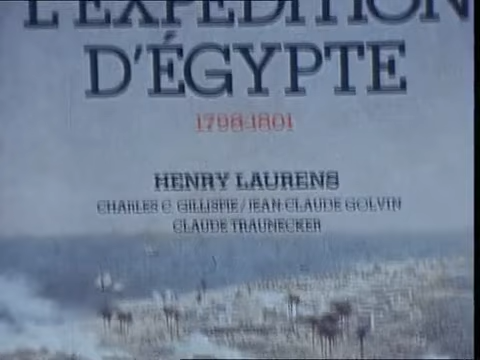 L'EXPÉDITION
D'ÉGYPTE
1798-1801
HENRY LAURENS
CHARLES C. GILLISPIE / JEAN-CLAUDE GOLVIN
CLAUDE TRAUNECKER